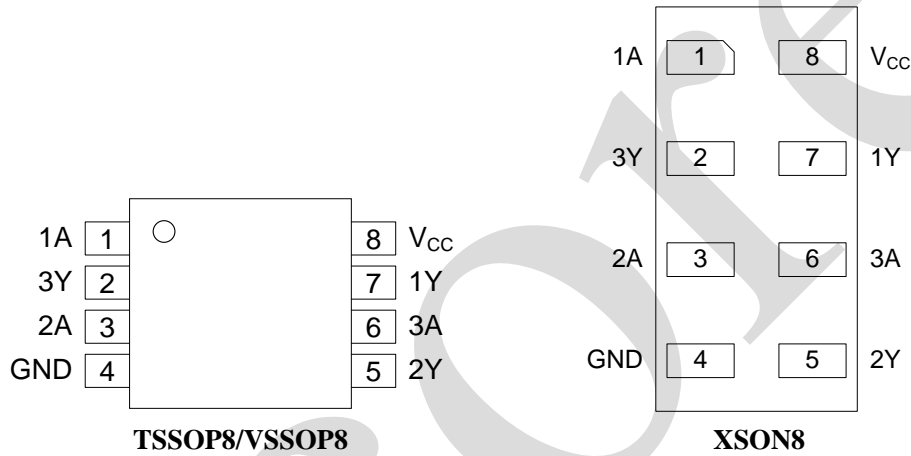 1A 1 8 VCC
3Y 2 7 1Y
2A 3 6 3A
GND 4 5 2Y
TSSOP8/VSSOP8
1A 1 8 VCC
3Y 2 7 1Y
2A 3 6 3A
GND 4 5 2Y
XSON8